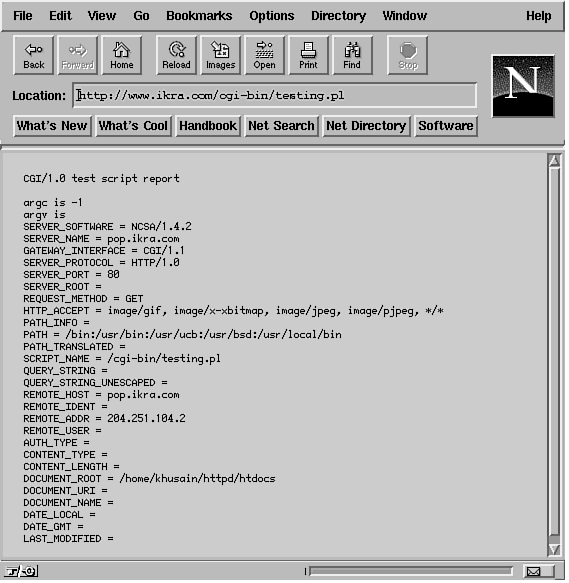 File Edit View Go Bookmarks Options Directory Window Help
Back Forward Home Reload Images Open Print Find Stop
N
Location: http://www.ikra.com/cgi-bin/testing.pl
What's New What's Cool Handbook Net Search Net Directory Software
CGI/1.0 test script report
argc is -1
argv is
SERVER_SOFTWARE = NCSA/1.4.2
SERVER_NAME = pop.ikra.com
GATEWAY_INTERFACE = CGI/1.1
SERVER_PROTOCOL = HTTP/1.0
SERVER_PORT = 80
SERVER_ROOT =
REQUEST_METHOD = GET
HTTP_ACCEPT = image/gif, image/x-xbitmap, image/jpeg, image/pjpeg, */*
PATH_INFO =
PATH = /bin:/usr/bin:/usr/ucb:/usr/bsd:/usr/local/bin
PATH_TRANSLATED =
SCRIPT_NAME = /cgi-bin/testing.pl
QUERY_STRING =
QUERY_STRING_UNESCAPED =
REMOTE_HOST = pop.ikra.com
REMOTE_IDENT =
REMOTE_ADDR = 204.251.104.2
REMOTE_USER =
AUTH_TYPE =
CONTENT_TYPE =
CONTENT_LENGTH =
DOCUMENT_ROOT = /home/khusain/httpd/htdocs
DOCUMENT_URI =
DOCUMENT_NAME =
DATE_LOCAL =
DATE_GMT =
LAST_MODIFIED =